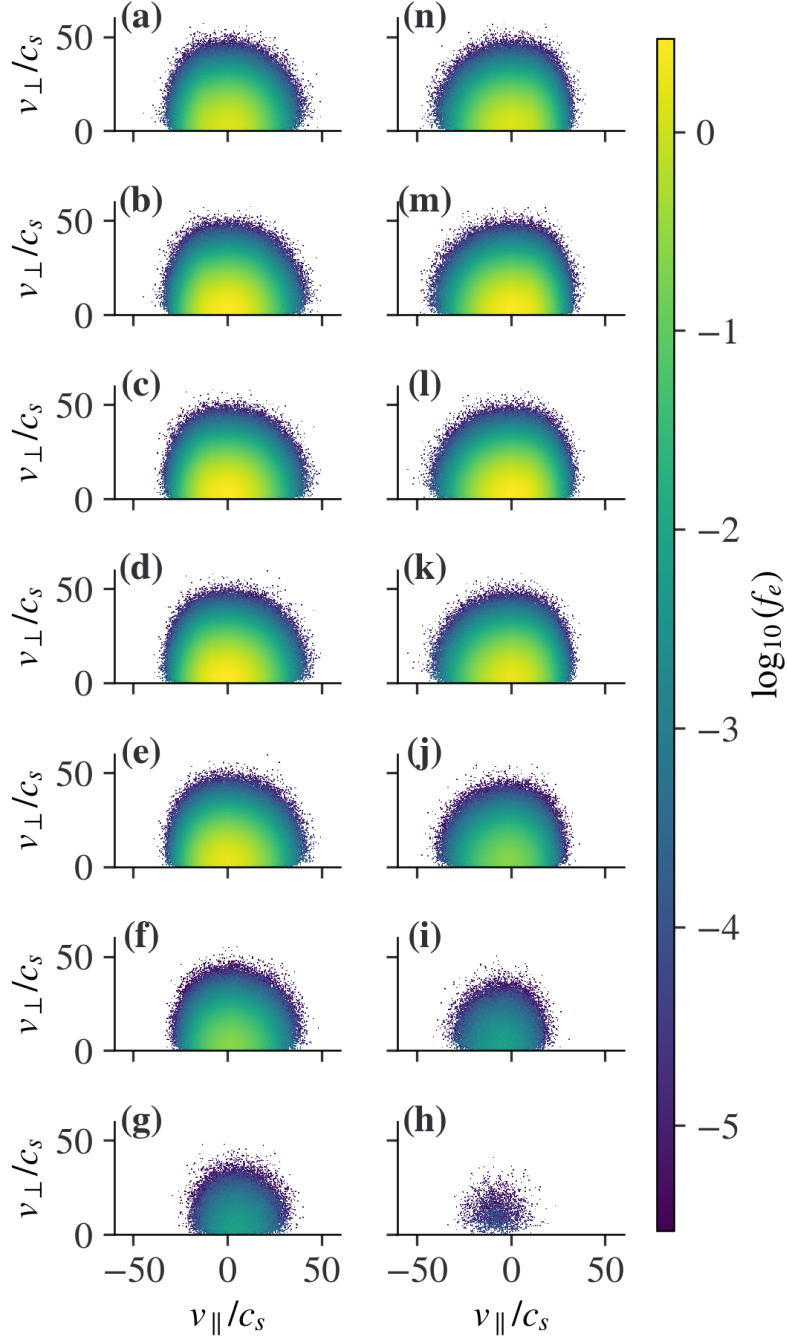 (a) (n)
v⊥/cs 50 0
0
(b) (m)
v⊥/cs 50 0
−1
(c) (l)
v⊥/cs 50 0
−2
(d) (k)
v⊥/cs 50 0
log10(fe)
−3
(e) (j)
v⊥/cs 50 0
−4
(f) (i)
v⊥/cs 50 0
−5
(g) (h)
v⊥/cs 50 0
−50 0 50 −50 0 50
v∥/cs v∥/cs